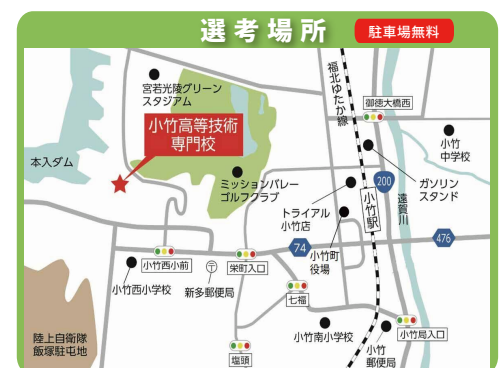 選考場所
駐車場無料
宮若光陵グリーン
スタジアム
福北ゆたか線
御徳大橋西
小竹高等技術
専門校
小竹
中学校
本入ダム
ミッションバレー
ゴルフクラブ
ガソリン
スタンド
200
トライアル
小竹店
小竹駅
遠賀川
小竹町
役場
74
476
小竹西小前
栄町入口
小竹西小学校
新多郵便局
七福
陸上自衛隊
飯塚駐屯地
小竹南小学校
小竹局入口
塩頭
小竹
郵便局